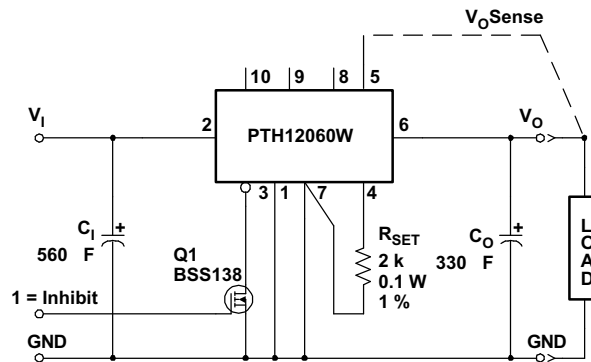 VOSense
10 9 8 5
VI
2
PTH12060W
6
VO
3 1 7 4
CI
+
560 F
Q1
BSS138
RSET
2 k
0.1 W
1 %
CO
+
330 F
LOAD
1 = Inhibit
GND
GND